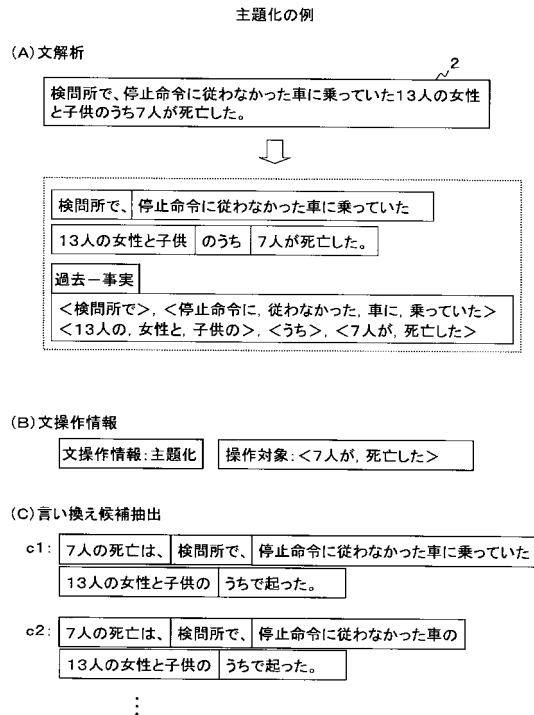 主題化の例
(A)文解析
2
検問所で、停止命令に従わなかった車に乗っていた13人の女性
と子供のうち7人が死亡した。
検問所で、 停止命令に従わなかった車に乗っていた
13人の女性と子供 のうち 7人が死亡した。
過去－事実
＜検問所で＞, ＜停止命令に, 従わなかった, 車に, 乗っていた＞
＜13人の, 女性と, 子供の＞, ＜うち＞, ＜7人が, 死亡した＞
(B)文操作情報
文操作情報:主題化 操作対象:＜7人が, 死亡した＞
(C)言い換え候補抽出
c1: 7人の死亡は、 検問所で、 停止命令に従わなかった車に乗っていた
13人の女性と子供の うちで起った。
c2: 7人の死亡は、 検問所で、 停止命令に従わなかった車の
13人の女性と子供の うちで起った。
⋮